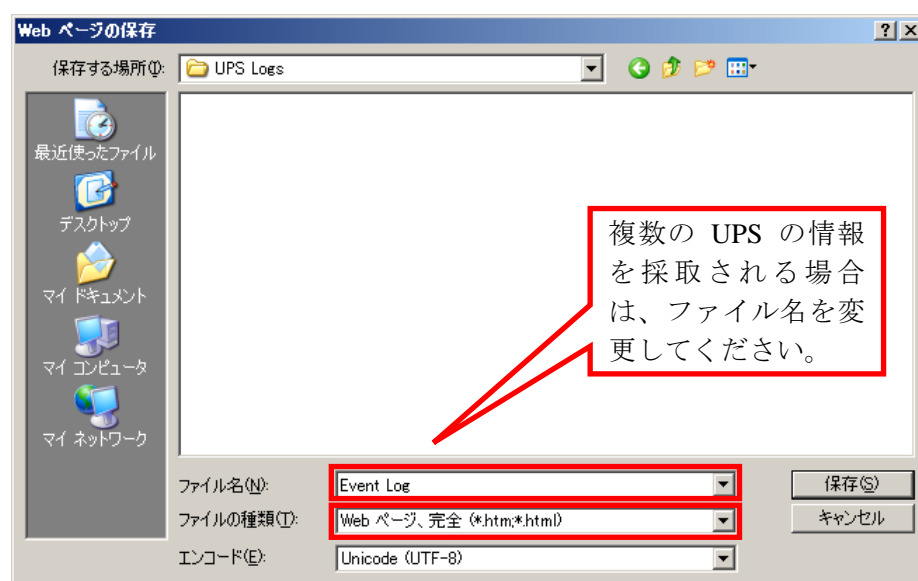 Web ページの保存
保存する場所(I):
UPS Logs
最近使ったファイル
デスクトップ
マイ ドキュメント
マイ コンピュータ
マイ ネットワーク
複数の UPS の情報
を採取される場合
は、ファイル名を変
更してください。
ファイル名(N):
Event Log
保存(S)
ファイルの種類(T):
Web ページ、完全 (*.htm;*.html)
キャンセル
エンコード(E):
Unicode (UTF-8)